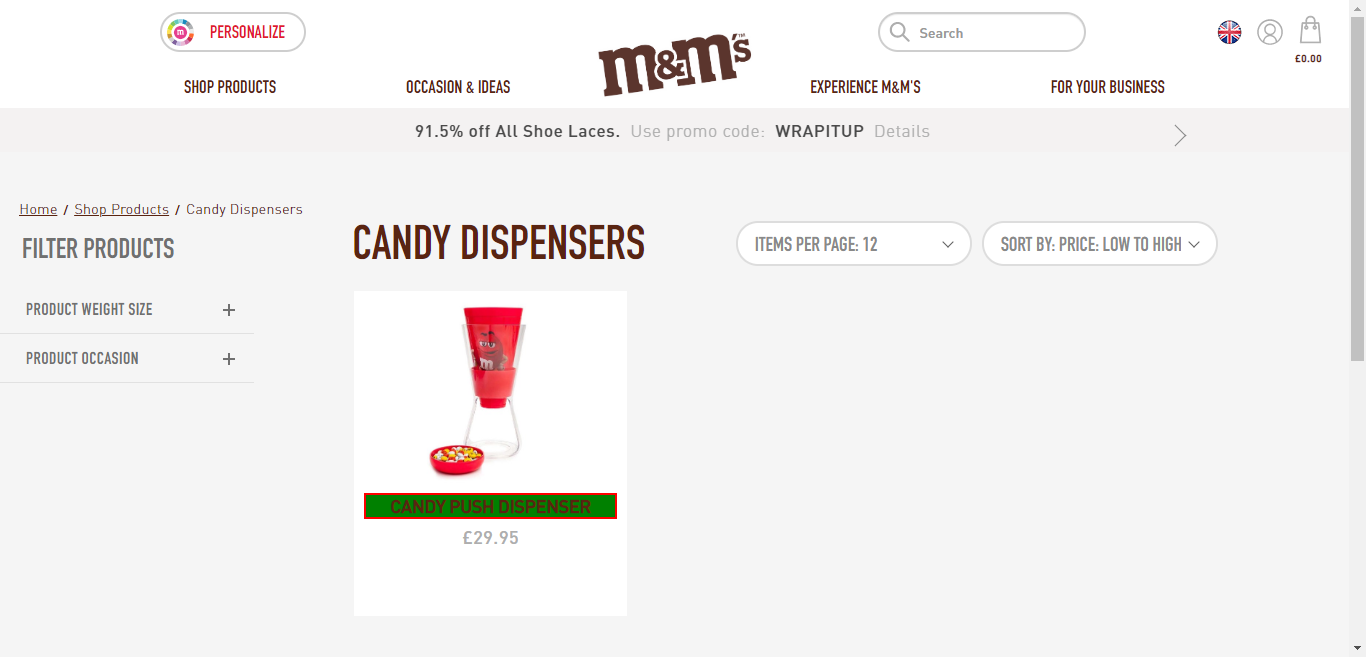 PERSONALIZE
m&m's™
Search
£0.00
SHOP PRODUCTS
OCCASION & IDEAS
EXPERIENCE M&M'S
FOR YOUR BUSINESS
91.5% off All Shoe Laces. Use promo code: WRAPITUP Details
Home / Shop Products / Candy Dispensers
FILTER PRODUCTS
PRODUCT WEIGHT SIZE +
PRODUCT OCCASION +
CANDY DISPENSERS
ITEMS PER PAGE: 12
SORT BY: PRICE: LOW TO HIGH
m
CANDY PUSH DISPENSER
£29.95